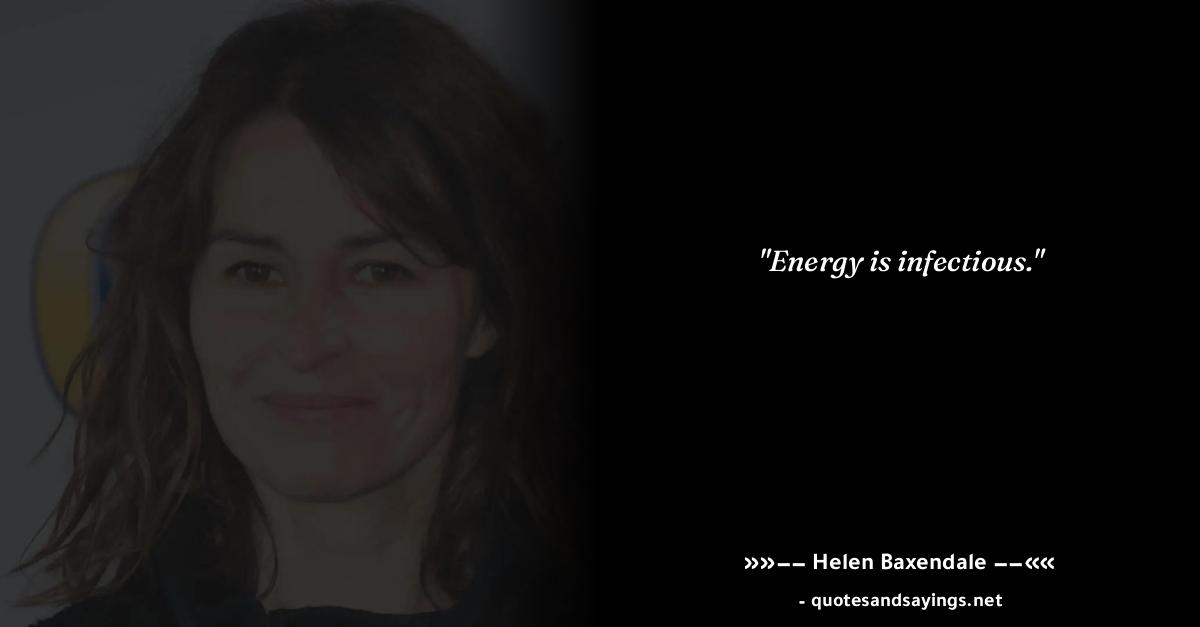 "Energy is infectious."
»»–– Helen Baxendale ––««
- quotesandsayings.net